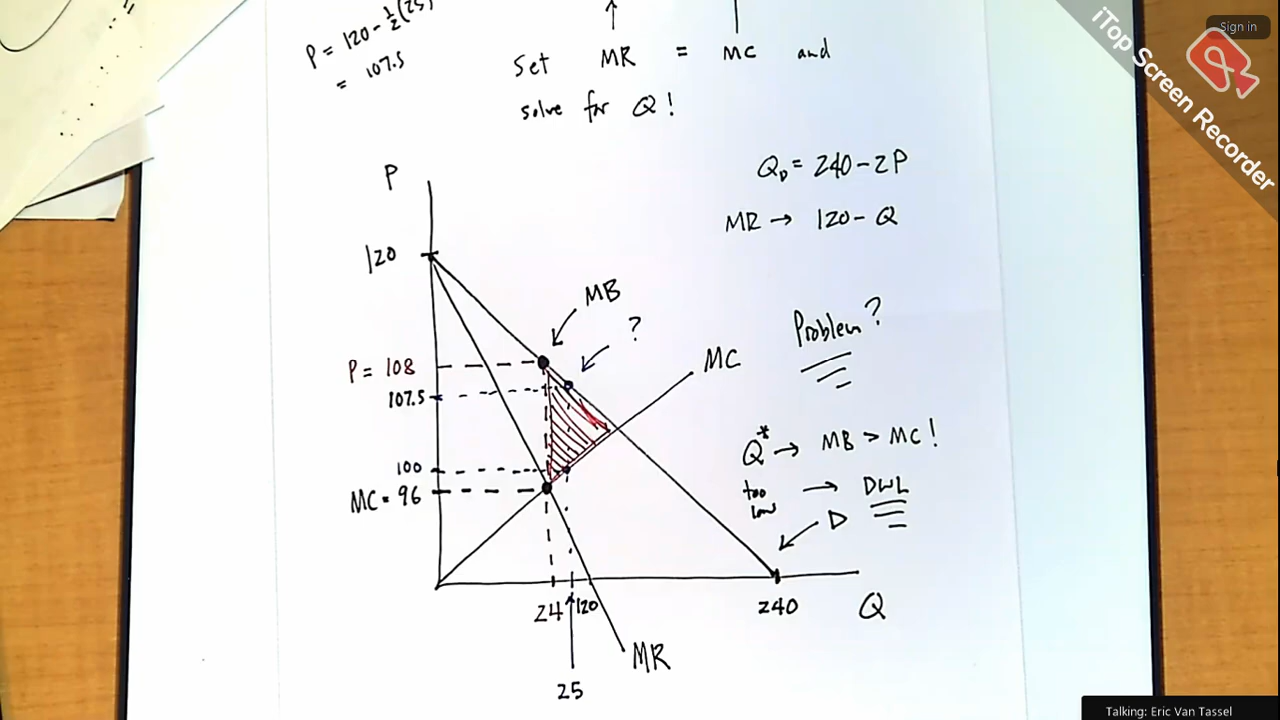 P = 120 - ½(25)
= 107.5
Set MR = MC and
solve for Q!
Q_D = 240 - 2P
MR → 120 - Q
P
120
MB
?
Problem?
P = 108
MC
107.5
Q* → MB > MC!
100
MC = 96
too low → DWL
D
24
120
240
Q
MR
25
iTop Screen Recorder
Sign in
Talking: Eric Van Tassel